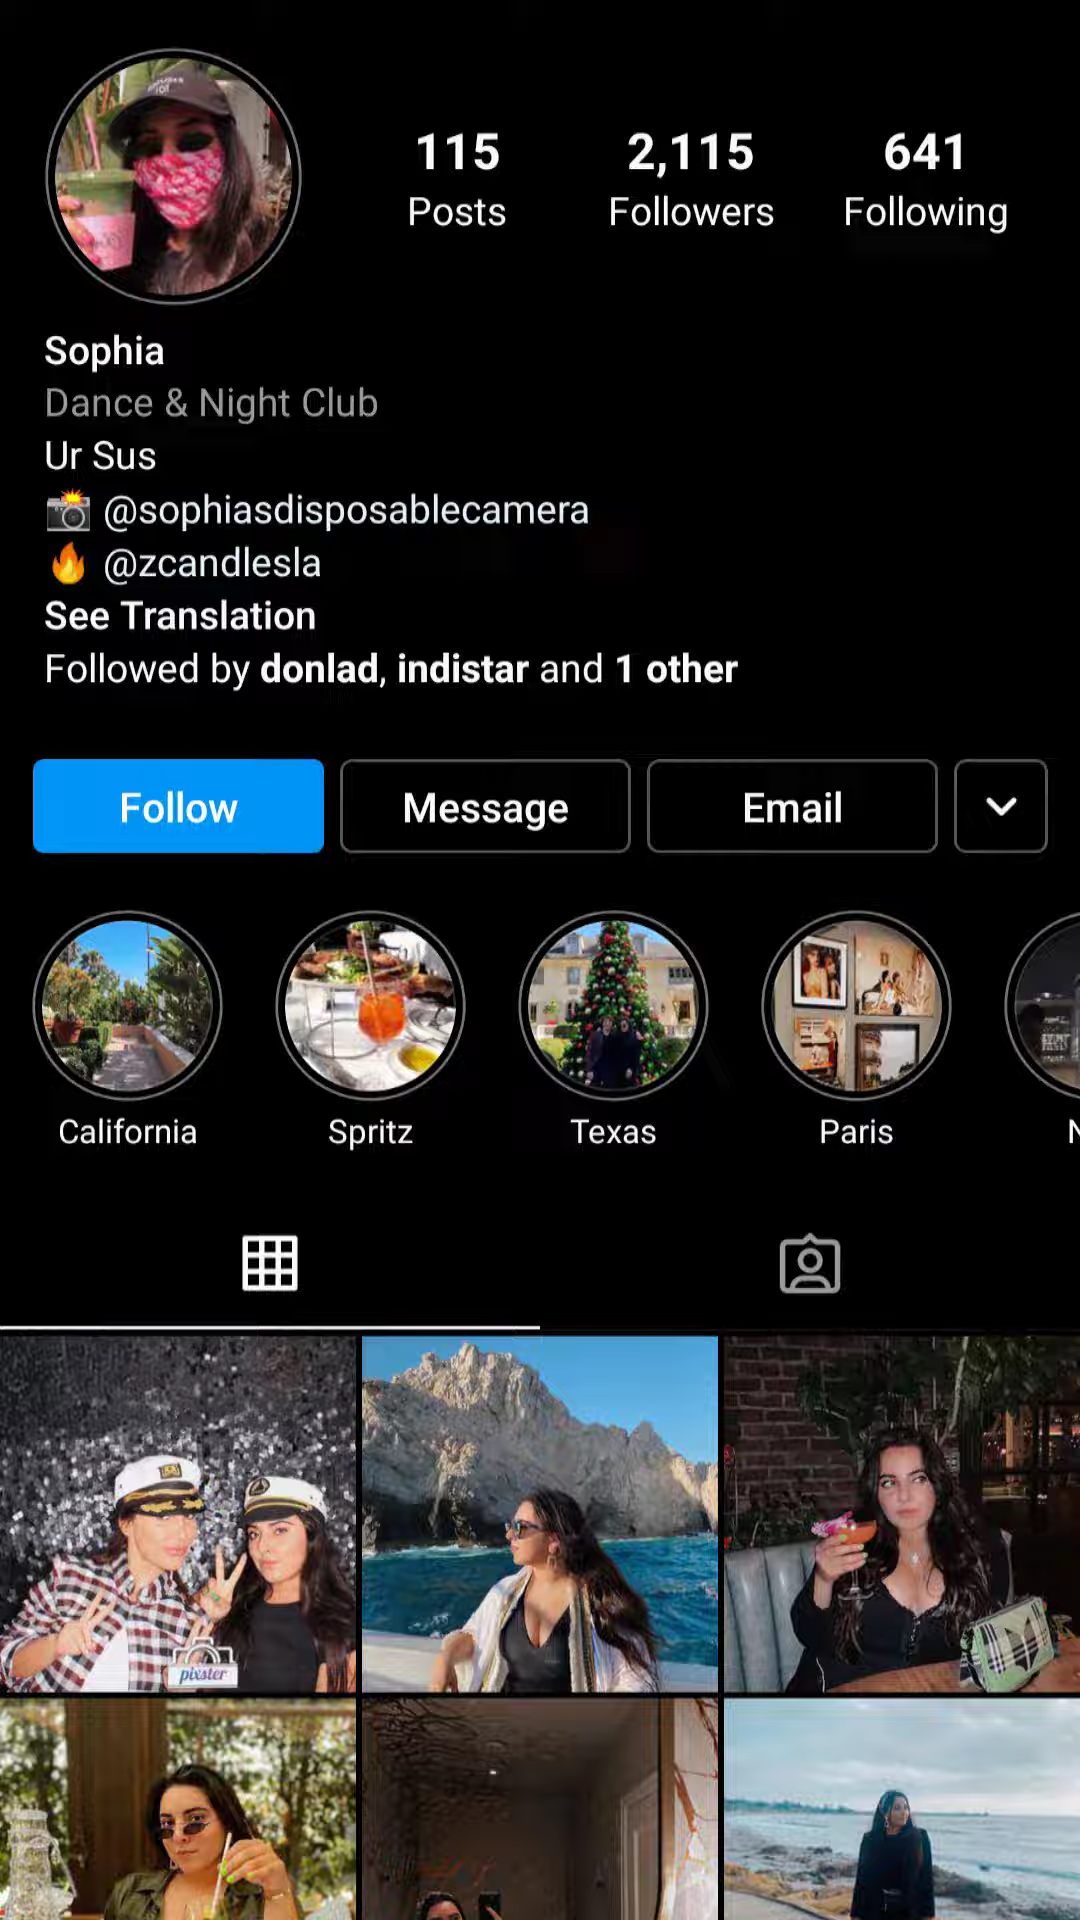 115 2,115 641
Posts Followers Following
Sophia
Dance & Night Club
Ur Sus
📸 @sophiasdisposablecamera
🔥 @zcandlesla
See Translation
Followed by donlad, indistar and 1 other
Follow Message Email
California Spritz Texas Paris N
pixster